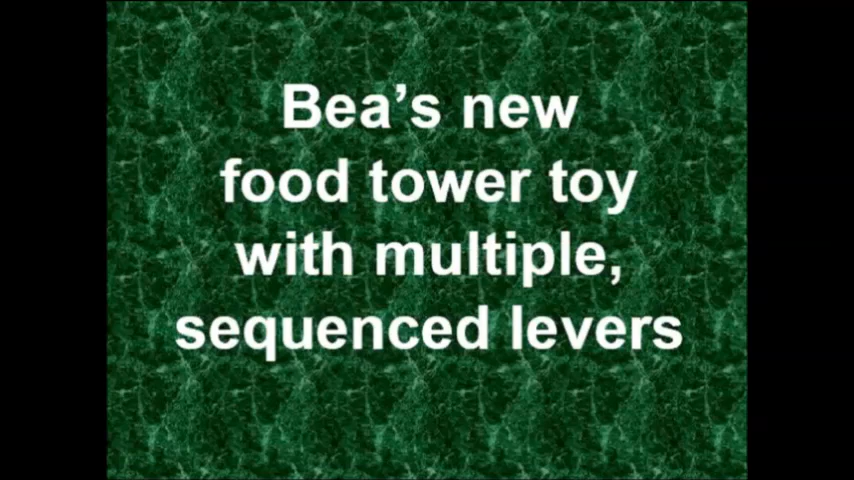 Bea’s new
food tower toy
with multiple,
sequenced levers